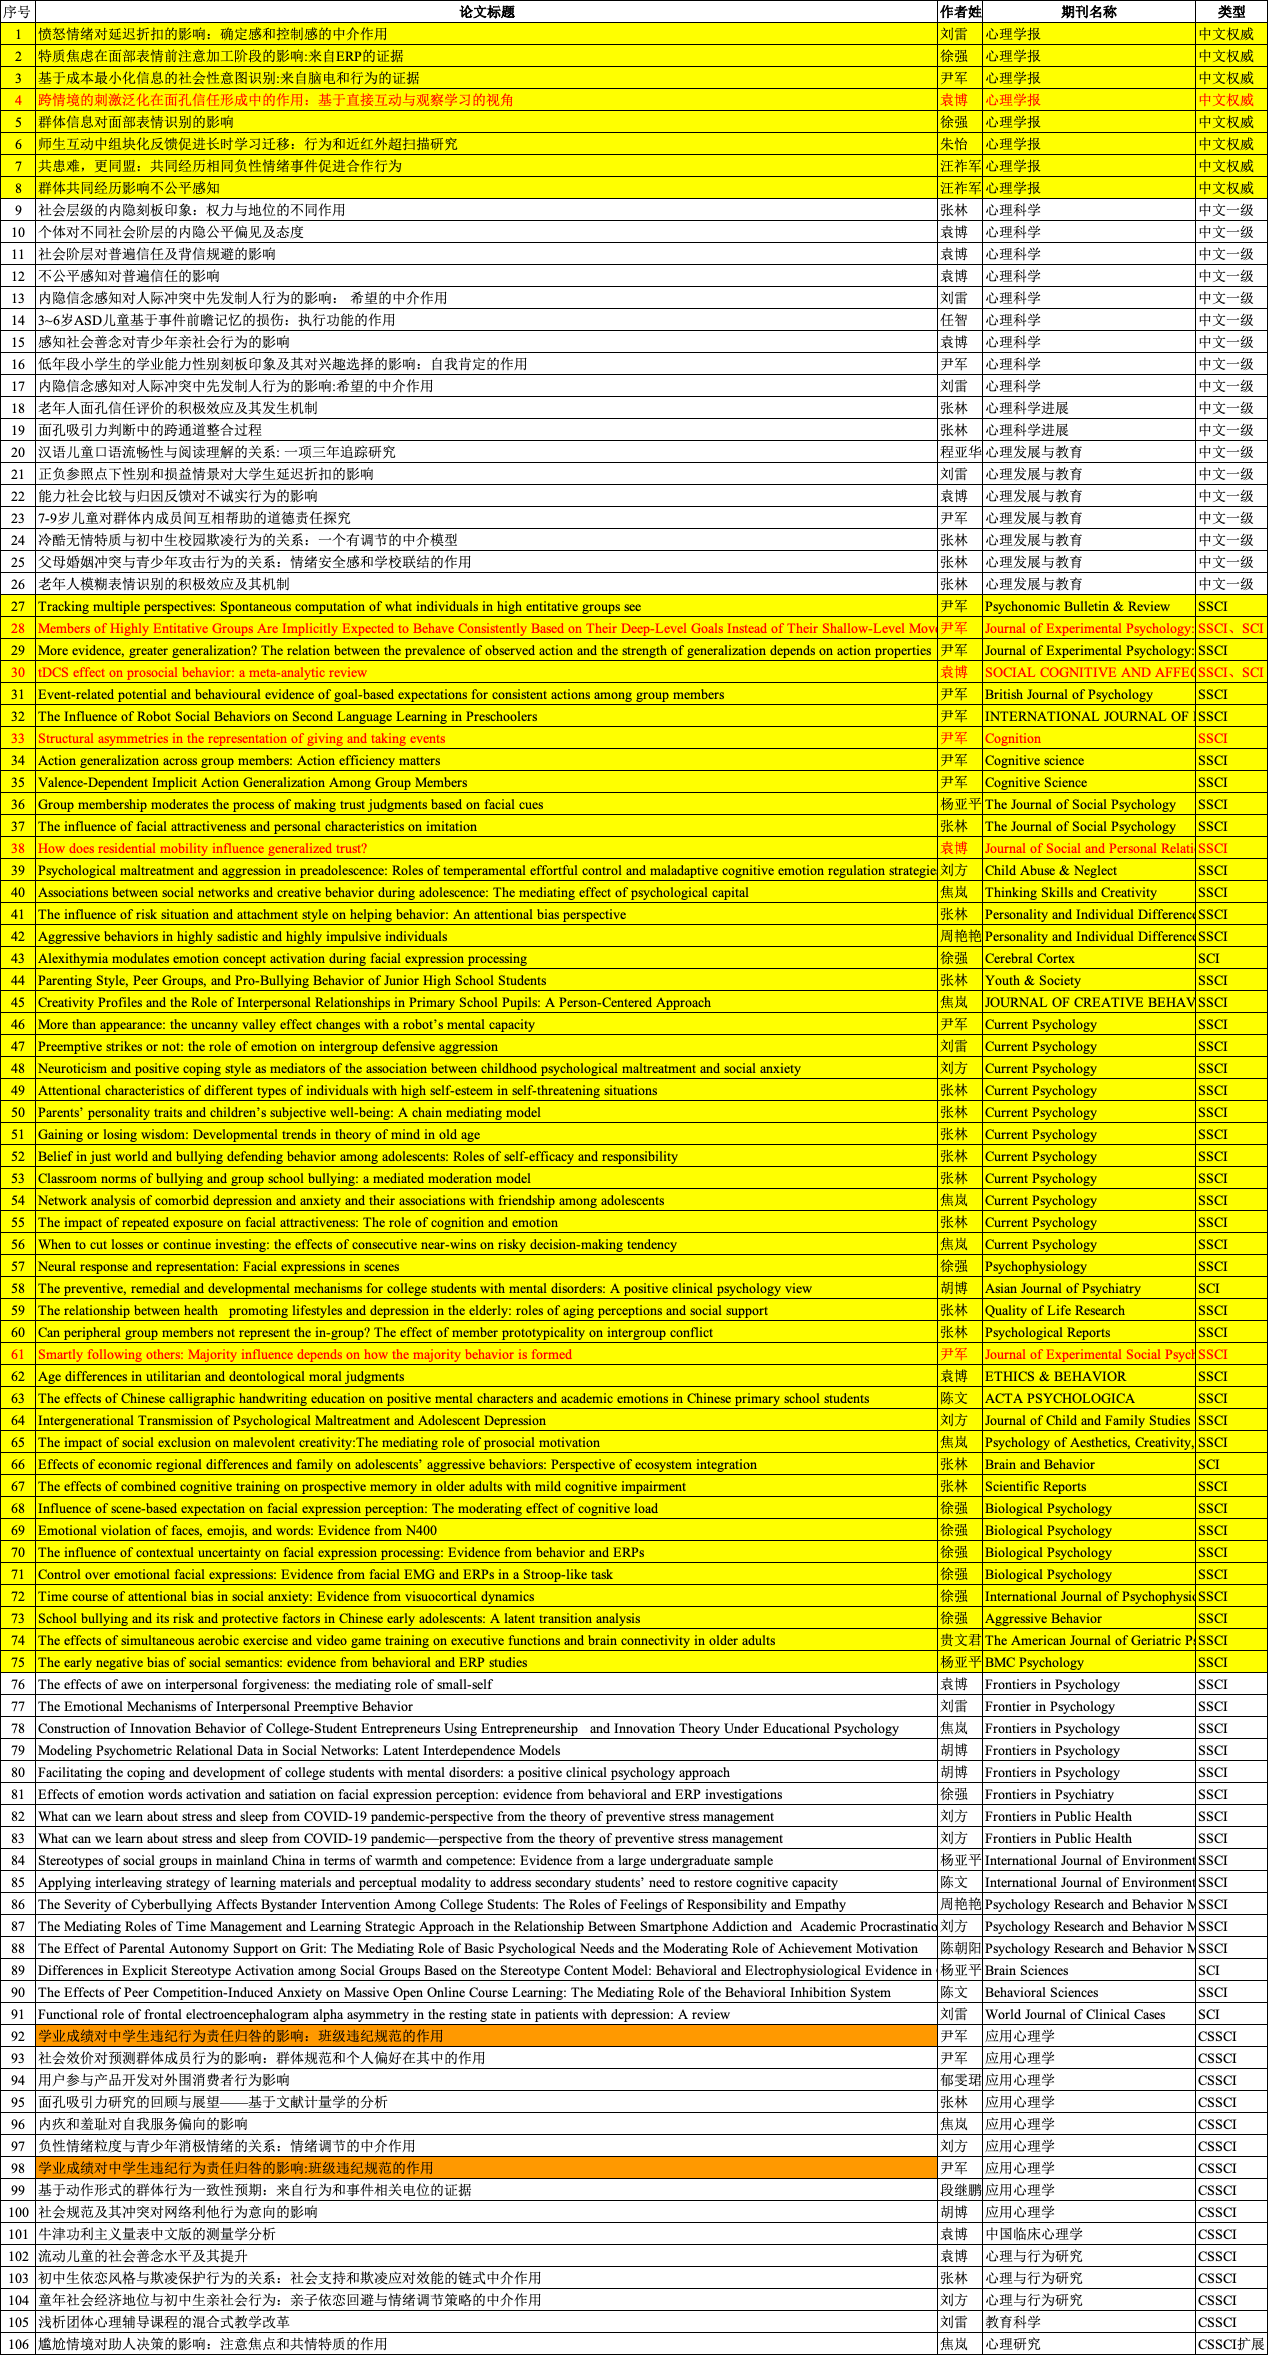 序号 论文标题 作者姓 期刊名称 类型
1 愤怒情绪对延迟折扣的影响：确定感和控制感的中介作用 刘雷 心理学报 中文权威
2 特质焦虑在面部表情前注意加工阶段的影响:来自ERP的证据 徐强 心理学报 中文权威
3 基于成本最小化信息的社会性意图识别:来自脑电和行为的证据 尹军 心理学报 中文权威
4 跨情境的刺激泛化在面孔信任形成中的作用：基于直接互动与观察学习的视角 袁博 心理学报 中文权威
5 群体信息对面部表情识别的影响 徐强 心理学报 中文权威
6 师生互动中组块化反馈促进长时学习迁移：行为和近红外超扫描研究 朱怡 心理学报 中文权威
7 共患难，更同盟：共同经历相同负性情绪事件促进合作行为 汪祚军 心理学报 中文权威
8 群体共同经历影响不公平感知 汪祚军 心理学报 中文权威
9 社会层级的内隐刻板印象：权力与地位的不同作用 张林 心理科学 中文一级
10 个体对不同社会阶层的内隐公平偏见及态度 袁博 心理科学 中文一级
11 社会阶层对普遍信任及背信规避的影响 袁博 心理科学 中文一级
12 不公平感知对普遍信任的影响 袁博 心理科学 中文一级
13 内隐信念感知对人际冲突中先发制人行为的影响： 希望的中介作用 刘雷 心理科学 中文一级
14 3~6岁ASD儿童基于事件前瞻记忆的损伤：执行功能的作用 任智 心理科学 中文一级
15 感知社会善念对青少年亲社会行为的影响 袁博 心理科学 中文一级
16 低年段小学生的学业能力性别刻板印象及其对兴趣选择的影响：自我肯定的作用 尹军 心理科学 中文一级
17 内隐信念感知对人际冲突中先发制人行为的影响:希望的中介作用 刘雷 心理科学 中文一级
18 老年人面孔信任评价的积极效应及其发生机制 张林 心理科学进展 中文一级
19 面孔吸引力判断中的跨通道整合过程 张林 心理科学进展 中文一级
20 汉语儿童口语流畅性与阅读理解的关系: 一项三年追踪研究 程亚华 心理发展与教育 中文一级
21 正负参照点下性别和损益情景对大学生延迟折扣的影响 刘雷 心理发展与教育 中文一级
22 能力社会比较与归因反馈对不诚实行为的影响 袁博 心理发展与教育 中文一级
23 7-9岁儿童对群体内成员间互相帮助的道德责任探究 尹军 心理发展与教育 中文一级
24 冷酷无情特质与初中生校园欺凌行为的关系：一个有调节的中介模型 张林 心理发展与教育 中文一级
25 父母婚姻冲突与青少年攻击行为的关系：情绪安全感和学校联结的作用 张林 心理发展与教育 中文一级
26 老年人模糊表情识别的积极效应及其机制 张林 心理发展与教育 中文一级
27 Tracking multiple perspectives: Spontaneous computation of what individuals in high entitative groups see 尹军 Psychonomic Bulletin & Review SSCI
28 Members of Highly Entitative Groups Are Implicitly Expected to Behave Consistently Based on Their Deep-Level Goals Instead of Their Shallow-Level Mov 尹军 Journal of Experimental Psychology: SSCI、SCI
29 More evidence, greater generalization? The relation between the prevalence of observed action and the strength of generalization depends on action properties 尹军 Journal of Experimental Psychology: SSCI
30 tDCS effect on prosocial behavior: a meta-analytic review 袁博 SOCIAL COGNITIVE AND AFFEC SSCI、SCI
31 Event-related potential and behavioural evidence of goal-based expectations for consistent actions among group members 尹军 British Journal of Psychology SSCI
32 The Influence of Robot Social Behaviors on Second Language Learning in Preschoolers 尹军 INTERNATIONAL JOURNAL OF SSCI
33 Structural asymmetries in the representation of giving and taking events 尹军 Cognition SSCI
34 Action generalization across group members: Action efficiency matters 尹军 Cognitive science SSCI
35 Valence-Dependent Implicit Action Generalization Among Group Members 尹军 Cognitive Science SSCI
36 Group membership moderates the process of making trust judgments based on facial cues 杨亚平 The Journal of Social Psychology SSCI
37 The influence of facial attractiveness and personal characteristics on imitation 张林 The Journal of Social Psychology SSCI
38 How does residential mobility influence generalized trust? 袁博 Journal of Social and Personal Relati SSCI
39 Psychological maltreatment and aggression in preadolescence: Roles of temperamental effortful control and maladaptive cognitive emotion regulation strategie 刘方 Child Abuse & Neglect SSCI
40 Associations between social networks and creative behavior during adolescence: The mediating effect of psychological capital 焦岚 Thinking Skills and Creativity SSCI
41 The influence of risk situation and attachment style on helping behavior: An attentional bias perspective 张林 Personality and Individual Difference SSCI
42 Aggressive behaviors in highly sadistic and highly impulsive individuals 周艳艳 Personality and Individual Difference SSCI
43 Alexithymia modulates emotion concept activation during facial expression processing 徐强 Cerebral Cortex SCI
44 Parenting Style, Peer Groups, and Pro-Bullying Behavior of Junior High School Students 张林 Youth & Society SSCI
45 Creativity Profiles and the Role of Interpersonal Relationships in Primary School Pupils: A Person-Centered Approach 焦岚 JOURNAL OF CREATIVE BEHAV SSCI
46 More than appearance: the uncanny valley effect changes with a robot’s mental capacity 尹军 Current Psychology SSCI
47 Preemptive strikes or not: the role of emotion on intergroup defensive aggression 刘雷 Current Psychology SSCI
48 Neuroticism and positive coping style as mediators of the association between childhood psychological maltreatment and social anxiety 刘方 Current Psychology SSCI
49 Attentional characteristics of different types of individuals with high self-esteem in self-threatening situations 张林 Current Psychology SSCI
50 Parents’ personality traits and children’s subjective well-being: A chain mediating model 张林 Current Psychology SSCI
51 Gaining or losing wisdom: Developmental trends in theory of mind in old age 张林 Current Psychology SSCI
52 Belief in just world and bullying defending behavior among adolescents: Roles of self-efficacy and responsibility 张林 Current Psychology SSCI
53 Classroom norms of bullying and group school bullying: a mediated moderation model 张林 Current Psychology SSCI
54 Network analysis of comorbid depression and anxiety and their associations with friendship among adolescents 焦岚 Current Psychology SSCI
55 The impact of repeated exposure on facial attractiveness: The role of cognition and emotion 张林 Current Psychology SSCI
56 When to cut losses or continue investing: the effects of consecutive near-wins on risky decision-making tendency 焦岚 Current Psychology SSCI
57 Neural response and representation: Facial expressions in scenes 徐强 Psychophysiology SSCI
58 The preventive, remedial and developmental mechanisms for college students with mental disorders: A positive clinical psychology view 胡博 Asian Journal of Psychiatry SCI
59 The relationship between health promoting lifestyles and depression in the elderly: roles of aging perceptions and social support 张林 Quality of Life Research SSCI
60 Can peripheral group members not represent the in-group? The effect of member prototypicality on intergroup conflict 张林 Psychological Reports SSCI
61 Smartly following others: Majority influence depends on how the majority behavior is formed 尹军 Journal of Experimental Social Psych SSCI
62 Age differences in utilitarian and deontological moral judgments 袁博 ETHICS & BEHAVIOR SSCI
63 The effects of Chinese calligraphic handwriting education on positive mental characters and academic emotions in Chinese primary school students 陈文 ACTA PSYCHOLOGICA SSCI
64 Intergenerational Transmission of Psychological Maltreatment and Adolescent Depression 刘方 Journal of Child and Family Studies SSCI
65 The impact of social exclusion on malevolent creativity:The mediating role of prosocial motivation 焦岚 Psychology of Aesthetics, Creativity, SSCI
66 Effects of economic regional differences and family on adolescents’ aggressive behaviors: Perspective of ecosystem integration 张林 Brain and Behavior SCI
67 The effects of combined cognitive training on prospective memory in older adults with mild cognitive impairment 张林 Scientific Reports SSCI
68 Influence of scene-based expectation on facial expression perception: The moderating effect of cognitive load 徐强 Biological Psychology SSCI
69 Emotional violation of faces, emojis, and words: Evidence from N400 徐强 Biological Psychology SSCI
70 The influence of contextual uncertainty on facial expression processing: Evidence from behavior and ERPs 徐强 Biological Psychology SSCI
71 Control over emotional facial expressions: Evidence from facial EMG and ERPs in a Stroop-like task 徐强 Biological Psychology SSCI
72 Time course of attentional bias in social anxiety: Evidence from visuocortical dynamics 徐强 International Journal of Psychophysi SSCI
73 School bullying and its risk and protective factors in Chinese early adolescents: A latent transition analysis 徐强 Aggressive Behavior SSCI
74 The effects of simultaneous aerobic exercise and video game training on executive functions and brain connectivity in older adults 贵文君 The American Journal of Geriatric Ps SSCI
75 The early negative bias of social semantics: evidence from behavioral and ERP studies 杨亚平 BMC Psychology SSCI
76 The effects of awe on interpersonal forgiveness: the mediating role of small-self 袁博 Frontiers in Psychology SSCI
77 The Emotional Mechanisms of Interpersonal Preemptive Behavior 刘雷 Frontier in Psychology SSCI
78 Construction of Innovation Behavior of College-Student Entrepreneurs Using Entrepreneurship and Innovation Theory Under Educational Psychology 焦岚 Frontiers in Psychology SSCI
79 Modeling Psychometric Relational Data in Social Networks: Latent Interdependence Models 胡博 Frontiers in Psychology SSCI
80 Facilitating the coping and development of college students with mental disorders: a positive clinical psychology approach 胡博 Frontiers in Psychology SSCI
81 Effects of emotion words activation and satiation on facial expression perception: evidence from behavioral and ERP investigations 徐强 Frontiers in Psychiatry SSCI
82 What can we learn about stress and sleep from COVID-19 pandemic-perspective from the theory of preventive stress management 刘方 Frontiers in Public Health SSCI
83 What can we learn about stress and sleep from COVID-19 pandemic—perspective from the theory of preventive stress management 刘方 Frontiers in Public Health SSCI
84 Stereotypes of social groups in mainland China in terms of warmth and competence: Evidence from a large undergraduate sample 杨亚平 International Journal of Environment SSCI
85 Applying interleaving strategy of learning materials and perceptual modality to address secondary students’ need to restore cognitive capacity 陈文 International Journal of Environment SSCI
86 The Severity of Cyberbullying Affects Bystander Intervention Among College Students: The Roles of Feelings of Responsibility and Empathy 周艳艳 Psychology Research and Behavior M SSCI
87 The Mediating Roles of Time Management and Learning Strategic Approach in the Relationship Between Smartphone Addiction and Academic Procrastinatio 刘方 Psychology Research and Behavior M SSCI
88 The Effect of Parental Autonomy Support on Grit: The Mediating Role of Basic Psychological Needs and the Moderating Role of Achievement Motivation 陈朝阳 Psychology Research and Behavior M SSCI
89 Differences in Explicit Stereotype Activation among Social Groups Based on the Stereotype Content Model: Behavioral and Electrophysiological Evidence in 杨亚平 Brain Sciences SCI
90 The Effects of Peer Competition-Induced Anxiety on Massive Open Online Course Learning: The Mediating Role of the Behavioral Inhibition System 陈文 Behavioral Sciences SSCI
91 Functional role of frontal electroencephalogram alpha asymmetry in the resting state in patients with depression: A review 刘雷 World Journal of Clinical Cases SCI
92 学业成绩对中学生违纪行为责任归咎的影响：班级违纪规范的作用 尹军 应用心理学 CSSCI
93 社会效价对预测群体成员行为的影响：群体规范和个人偏好在其中的作用 尹军 应用心理学 CSSCI
94 用户参与产品开发对外围消费者行为影响 郁雯珺 应用心理学 CSSCI
95 面孔吸引力研究的回顾与展望——基于文献计量学的分析 张林 应用心理学 CSSCI
96 内疚和羞耻对自我服务偏向的影响 焦岚 应用心理学 CSSCI
97 负性情绪粒度与青少年消极情绪的关系：情绪调节的中介作用 刘方 应用心理学 CSSCI
98 学业成绩对中学生违纪行为责任归咎的影响:班级违纪规范的作用 尹军 应用心理学 CSSCI
99 基于动作形式的群体行为一致性预期：来自行为和事件相关电位的证据 段继鹏 应用心理学 CSSCI
100 社会规范及其冲突对网络利他行为意向的影响 胡博 应用心理学 CSSCI
101 牛津功利主义量表中文版的测量学分析 袁博 中国临床心理学 CSSCI
102 流动儿童的社会善念水平及其提升 袁博 心理与行为研究 CSSCI
103 初中生依恋风格与欺凌保护行为的关系：社会支持和欺凌应对效能的链式中介作用 张林 心理与行为研究 CSSCI
104 童年社会经济地位与初中生亲社会行为：亲子依恋回避与情绪调节策略的中介作用 刘方 心理与行为研究 CSSCI
105 浅析团体心理辅导课程的混合式教学改革 刘雷 教育科学 CSSCI
106 尴尬情境对助人决策的影响：注意焦点和共情特质的作用 焦岚 心理研究 CSSCI扩展